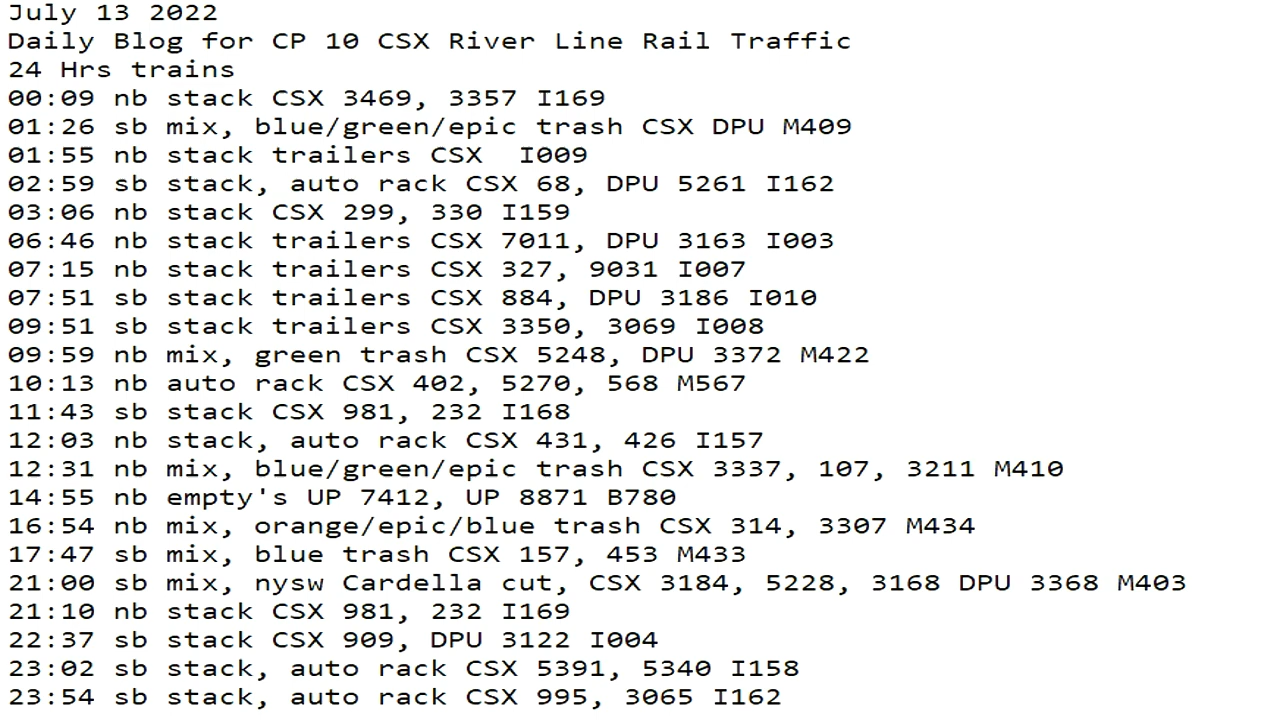 July 13 2022
Daily Blog for CP 10 CSX River Line Rail Traffic
24 Hrs trains
00:09 nb stack CSX 3469, 3357 I169
01:26 sb mix, blue/green/epic trash CSX DPU M409
01:55 nb stack trailers CSX  I009
02:59 sb stack, auto rack CSX 68, DPU 5261 I162
03:06 nb stack CSX 299, 330 I159
06:46 nb stack trailers CSX 7011, DPU 3163 I003
07:15 nb stack trailers CSX 327, 9031 I007
07:51 sb stack trailers CSX 884, DPU 3186 I010
09:51 sb stack trailers CSX 3350, 3069 I008
09:59 nb mix, green trash CSX 5248, DPU 3372 M422
10:13 nb auto rack CSX 402, 5270, 568 M567
11:43 sb stack CSX 981, 232 I168
12:03 nb stack, auto rack CSX 431, 426 I157
12:31 nb mix, blue/green/epic trash CSX 3337, 107, 3211 M410
14:55 nb empty's UP 7412, UP 8871 B780
16:54 nb mix, orange/epic/blue trash CSX 314, 3307 M434
17:47 sb mix, blue trash CSX 157, 453 M433
21:00 sb mix, nysw Cardella cut, CSX 3184, 5228, 3168 DPU 3368 M403
21:10 nb stack CSX 981, 232 I169
22:37 sb stack CSX 909, DPU 3122 I004
23:02 sb stack, auto rack CSX 5391, 5340 I158
23:54 sb stack, auto rack CSX 995, 3065 I162